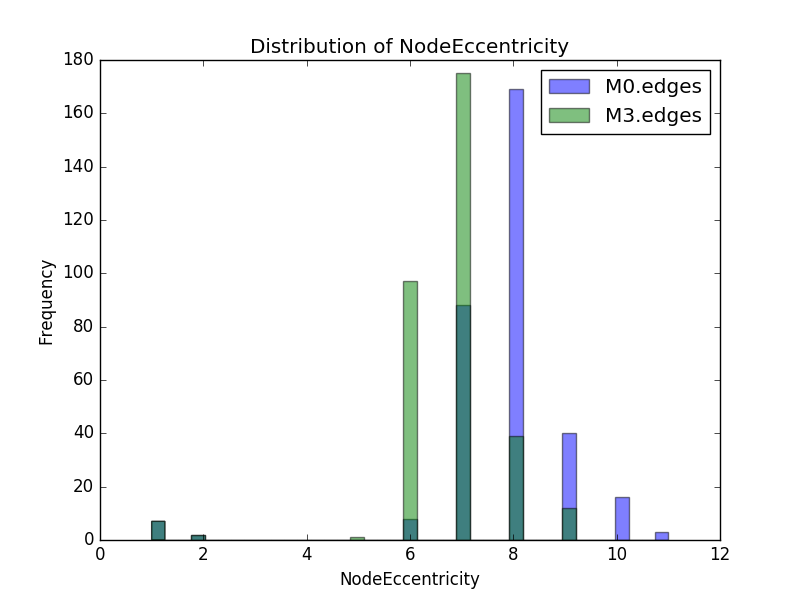 Distribution of NodeEccentricity
M0.edges
M3.edges
180
160
140
120
100
80
60
40
20
0
Frequency
0 2 4 6 8 10 12
NodeEccentricity